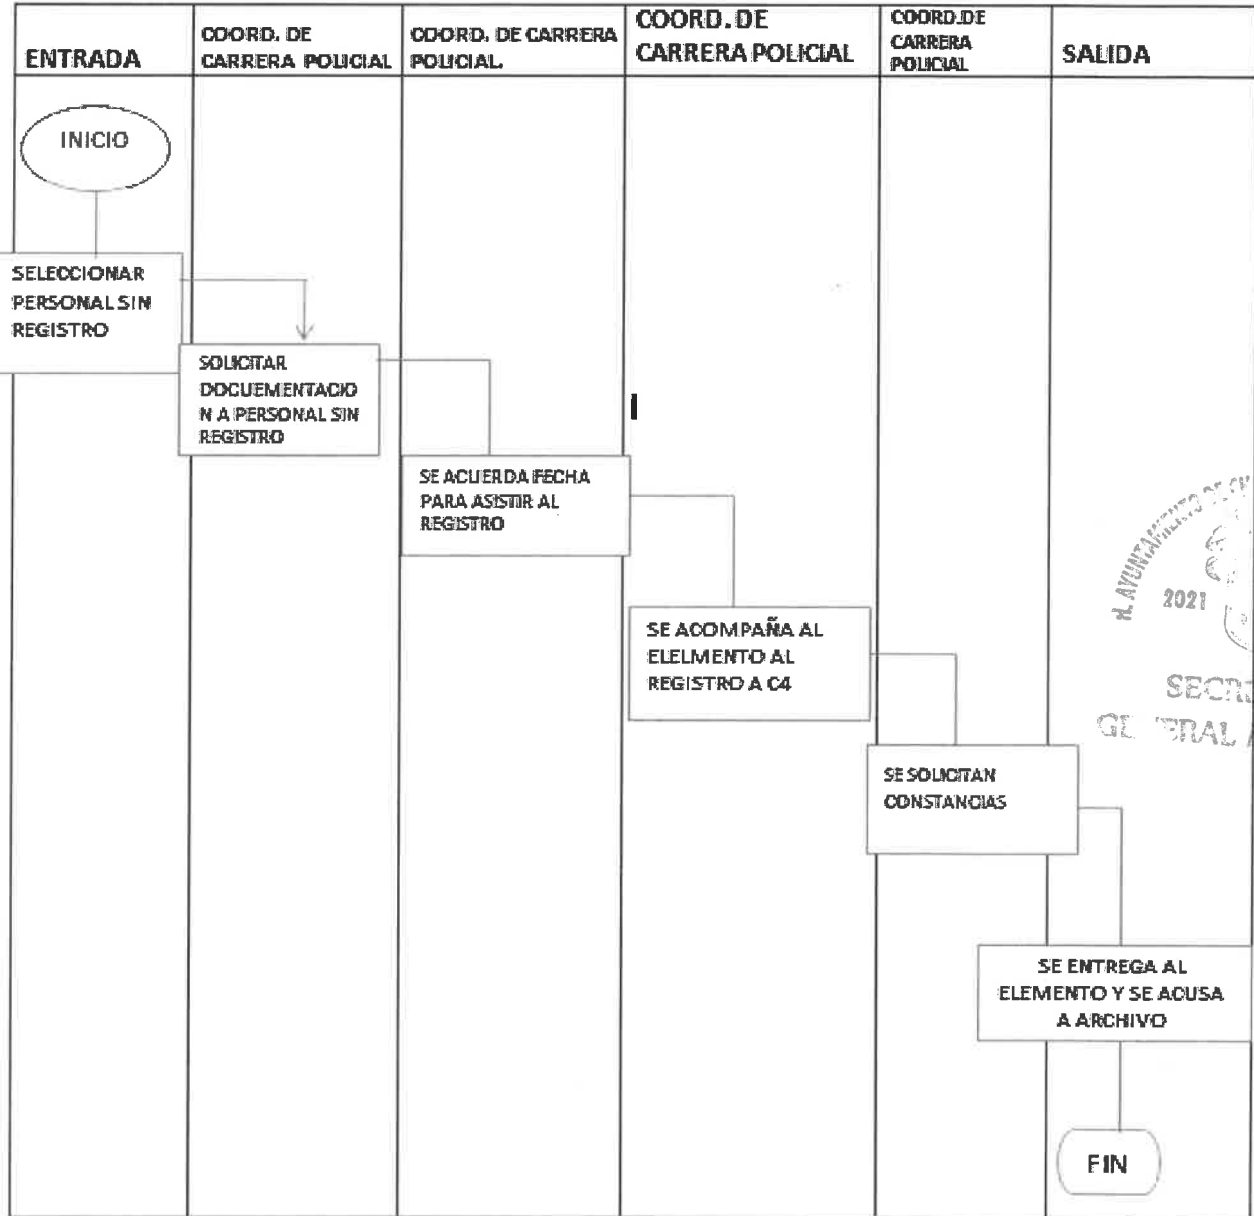 ENTRADA
COORD. DE
CARRERA POLICIAL
COORD. DE CARRERA
POLICIAL.
COORD. DE
CARRERA POLICIAL
COORD.DE
CARRERA
POLICIAL
SALIDA
INICIO
SELECCIONAR
PERSONAL SIN
REGISTRO
SOLICITAR
DOCUEMENTACIO
N A PERSONAL SIN
REGISTRO
SE ACUERDA FECHA
PARA ASISTIR AL
REGISTRO
SE ACOMPAÑA AL
ELELMENTO AL
REGISTRO A C4
SE SOLICITAN
CONSTANCIAS
SE ENTREGA AL
ELEMENTO Y SE ACUSA
A ARCHIVO
FIN
H. AYUNTAMIENTO DE
2021